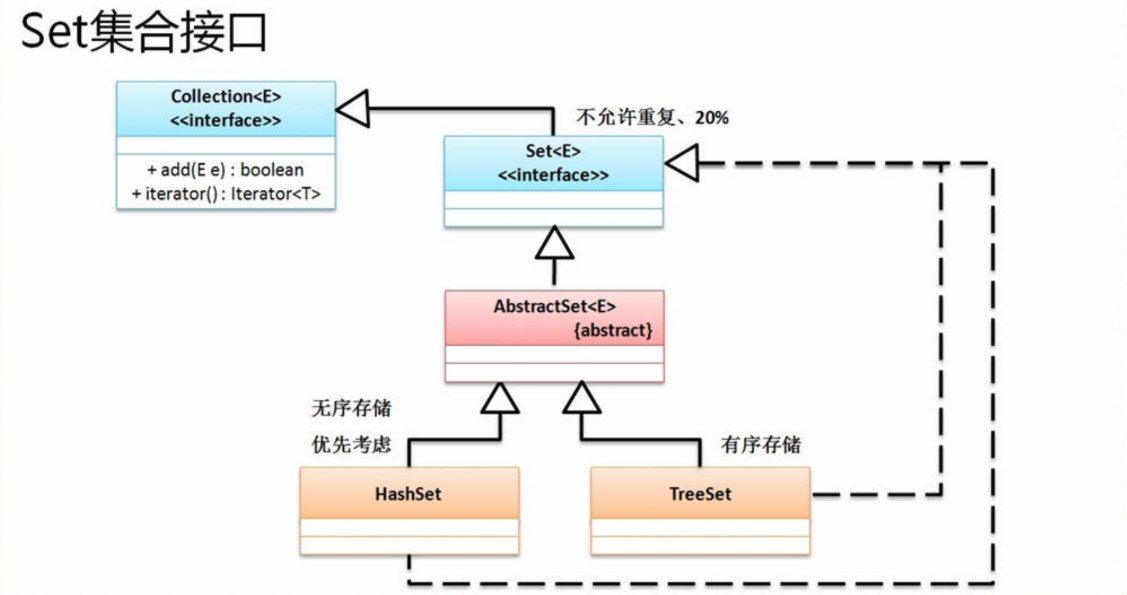 Set集合接口
Collection<E>
<<interface>>
+ add(E e) : boolean
+ iterator() : Iterator<T>
不允许重复、20%
Set<E>
<<interface>>
AbstractSet<E>
{abstract}
无序存储
优先考虑
有序存储
HashSet
TreeSet